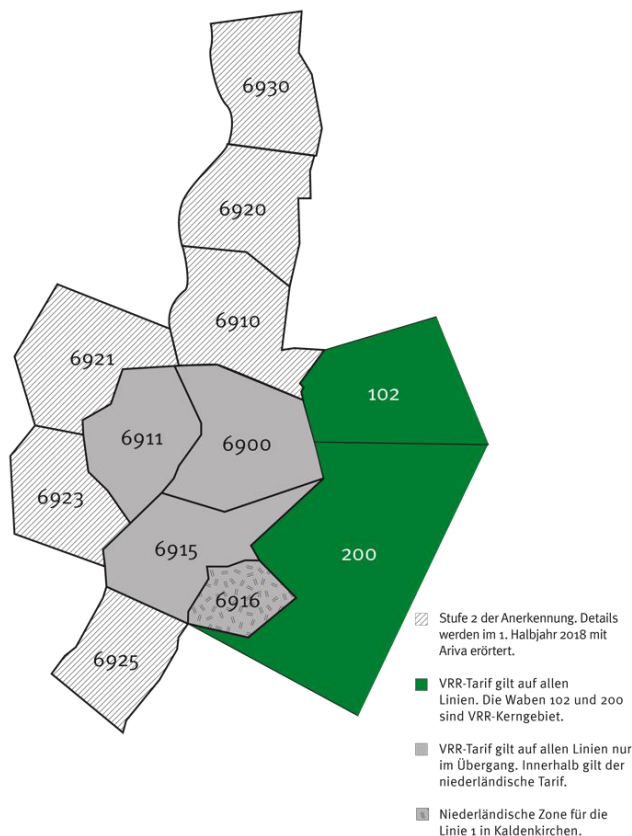 6930
6920
6910
6921
102
6911
6900
6923
6915
200
6916
6925
Stufe 2 der Anerkennung. Details
werden im 1. Halbjahr 2018 mit
Ariva erörtert.
VRR-Tarif gilt auf allen
Linien. Die Waben 102 und 200
sind VRR-Kerngebiet.
VRR-Tarif gilt auf allen Linien nur
im Übergang. Innerhalb gilt der
niederländische Tarif.
Niederländische Zone für die
Linie 1 in Kaldenkirchen.